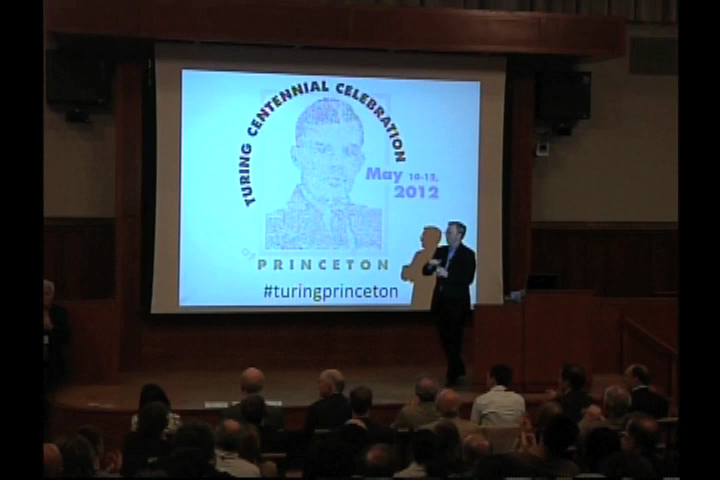 TURING CENTENNIAL CELEBRATION
May 10-12,
2012
PRINCETON
#turingprinceton